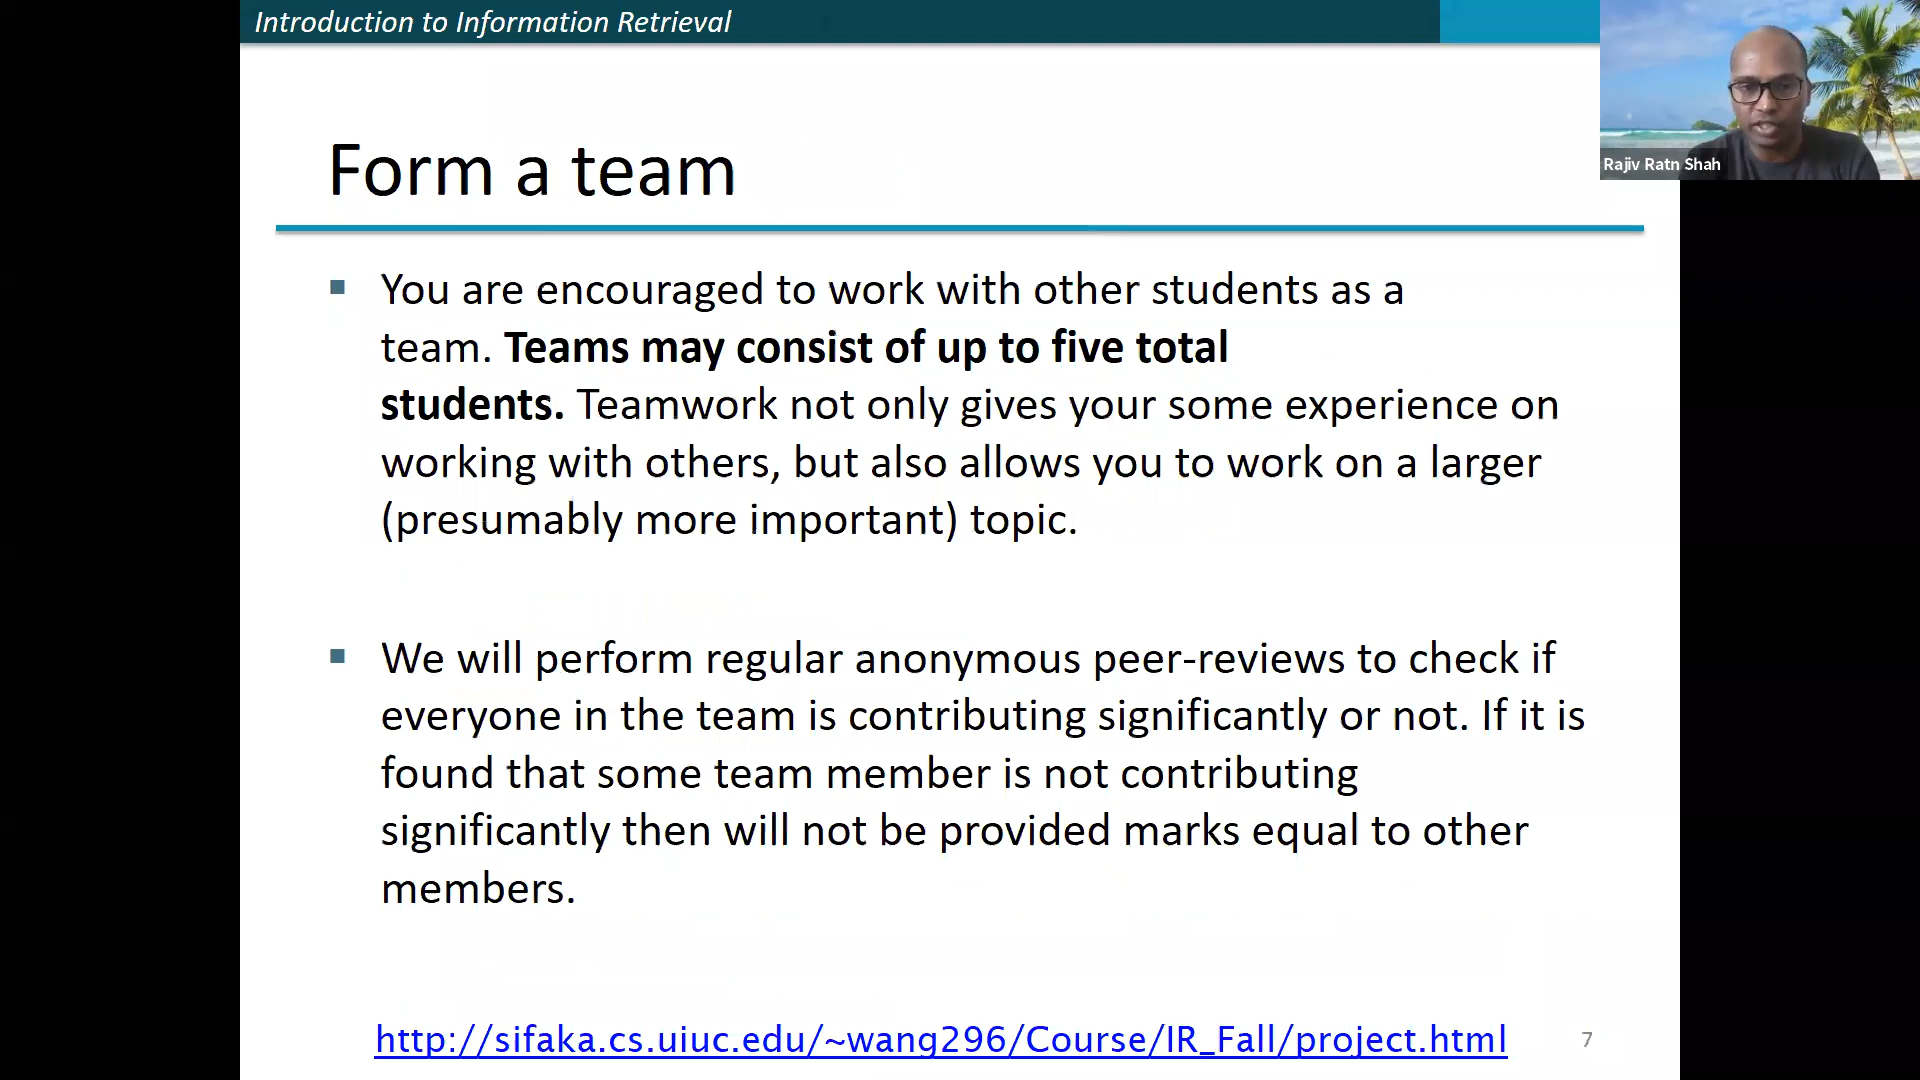 Introduction to Information Retrieval
Rajiv Ratn Shah
Form a team
You are encouraged to work with other students as a
team. Teams may consist of up to five total
students. Teamwork not only gives your some experience on
working with others, but also allows you to work on a larger
(presumably more important) topic.
We will perform regular anonymous peer-reviews to check if
everyone in the team is contributing significantly or not. If it is
found that some team member is not contributing
significantly then will not be provided marks equal to other
members.
http://sifaka.cs.uiuc.edu/~wang296/Course/IR_Fall/project.html
7